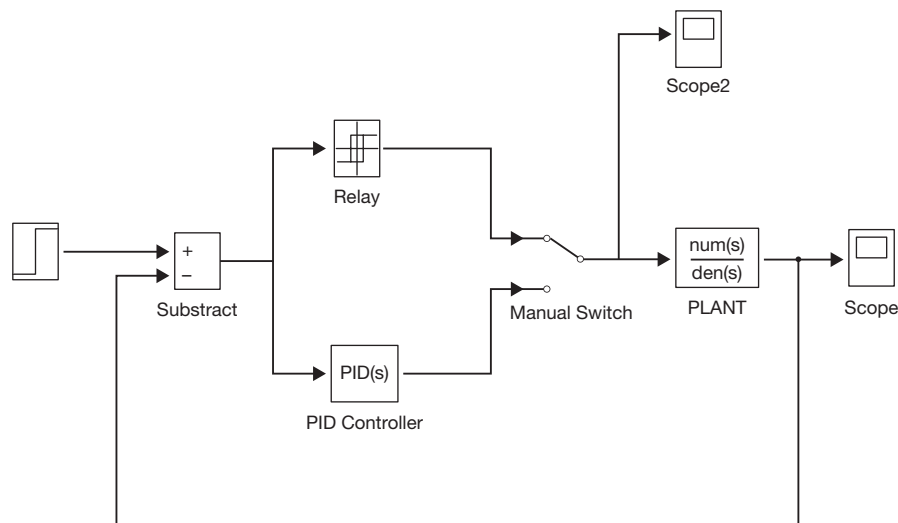 Scope2
Relay
+
−
Substract
Manual Switch
num(s)
den(s)
PLANT
Scope
PID(s)
PID Controller